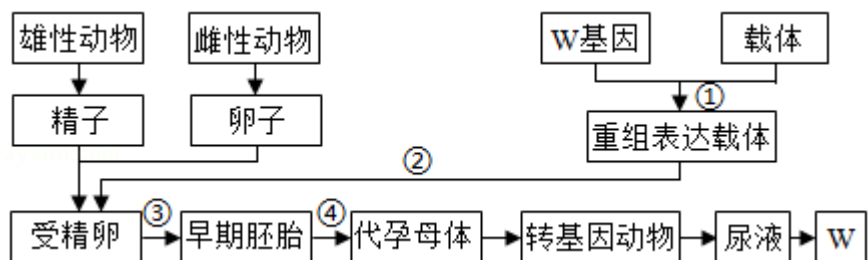 雄性动物
雌性动物
W基因
载体
①
精子
卵子
重组表达载体
②
受精卵
③
早期胚胎
④
代孕母体
转基因动物
尿液
W